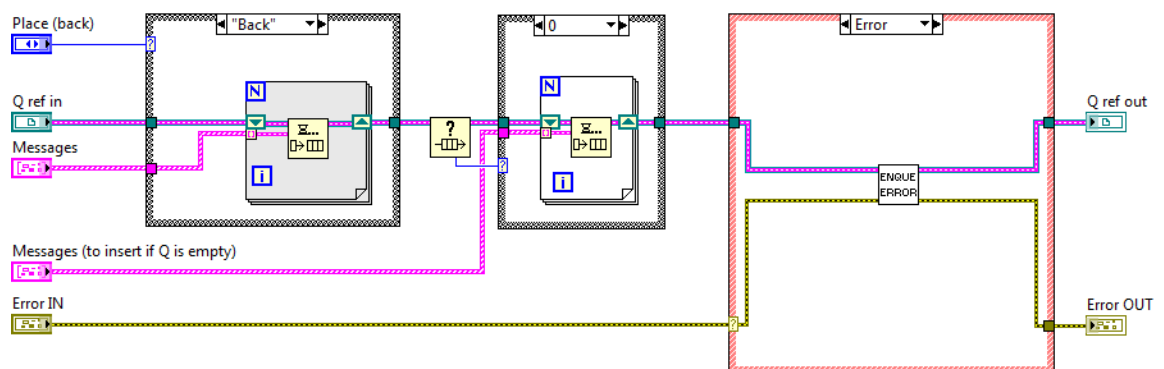 Place (back)
"Back"
0
Error
?
N
N
Q ref in
Q ref out
Messages
?
?
i
i
ENQUE
ERROR
Messages (to insert if Q is empty)
Error IN
?
Error OUT